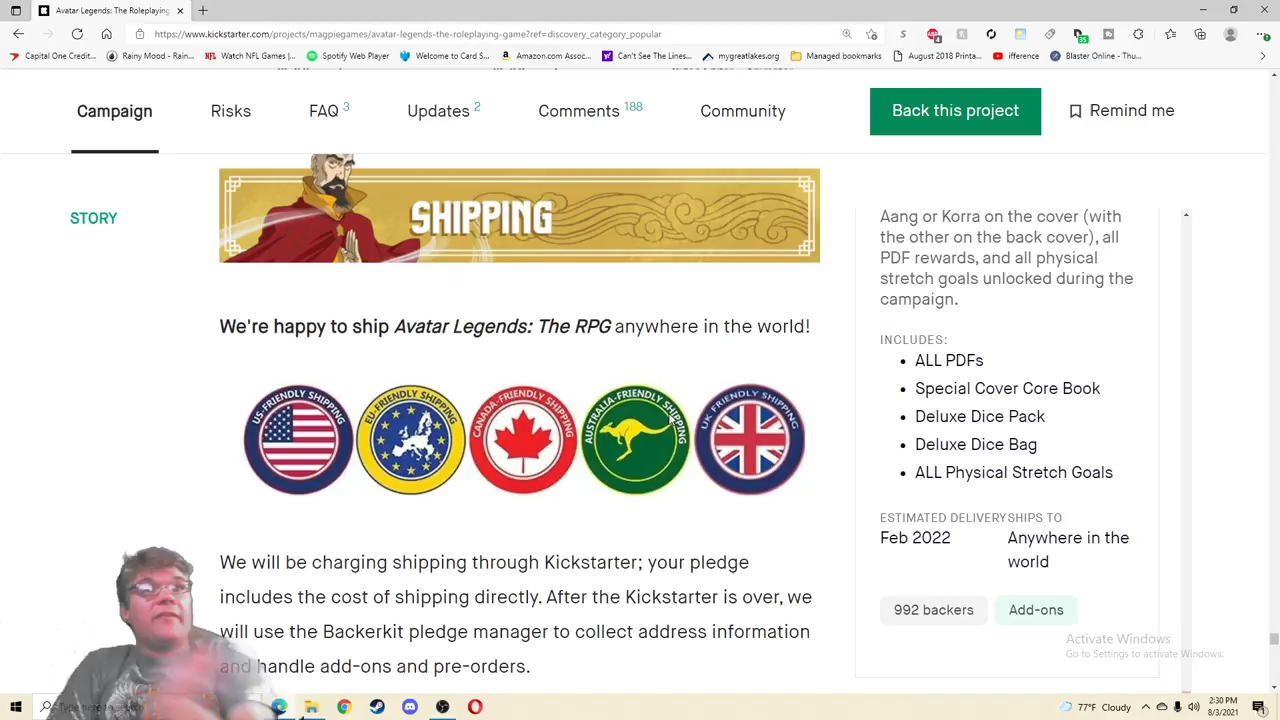 Avatar Legends: The Roleplaying
https://www.kickstarter.com/projects/magpiegames/avatar-legends-the-roleplaying-game?ref=discovery_category_popular
Capital One Credit...
Rainy Mood - Rain...
NFL Watch NFL Games |...
Spotify Web Player
Welcome to Card S...
Amazon.com Assoc...
Can't See The Lines...
mygreatlakes.org
Managed bookmarks
August 2018 Printa...
ifference
Blaster Online - Thu...
Campaign
Risks
FAQ 3
Updates 2
Comments 188
Community
Back this project
Remind me
STORY
SHIPPING
We're happy to ship Avatar Legends: The RPG anywhere in the world!
US-FRIENDLY SHIPPING
EU-FRIENDLY SHIPPING
CANADA-FRIENDLY SHIPPING
AUSTRALIA-FRIENDLY SHIPPING
UK FRIENDLY SHIPPING
We will be charging shipping through Kickstarter; your pledge
includes the cost of shipping directly. After the Kickstarter is over, we
will use the Backerkit pledge manager to collect address information
and handle add-ons and pre-orders.
Aang or Korra on the cover (with
the other on the back cover), all
PDF rewards, and all physical
stretch goals unlocked during the
campaign.
INCLUDES:
ALL PDFs
Special Cover Core Book
Deluxe Dice Pack
Deluxe Dice Bag
ALL Physical Stretch Goals
ESTIMATED DELIVERY
Feb 2022
SHIPS TO
Anywhere in the
world
992 backers
Add-ons
Activate Windows
Go to Settings to activate Windows.
Type here to search
77°F Cloudy
2:30 PM
8/3/2021